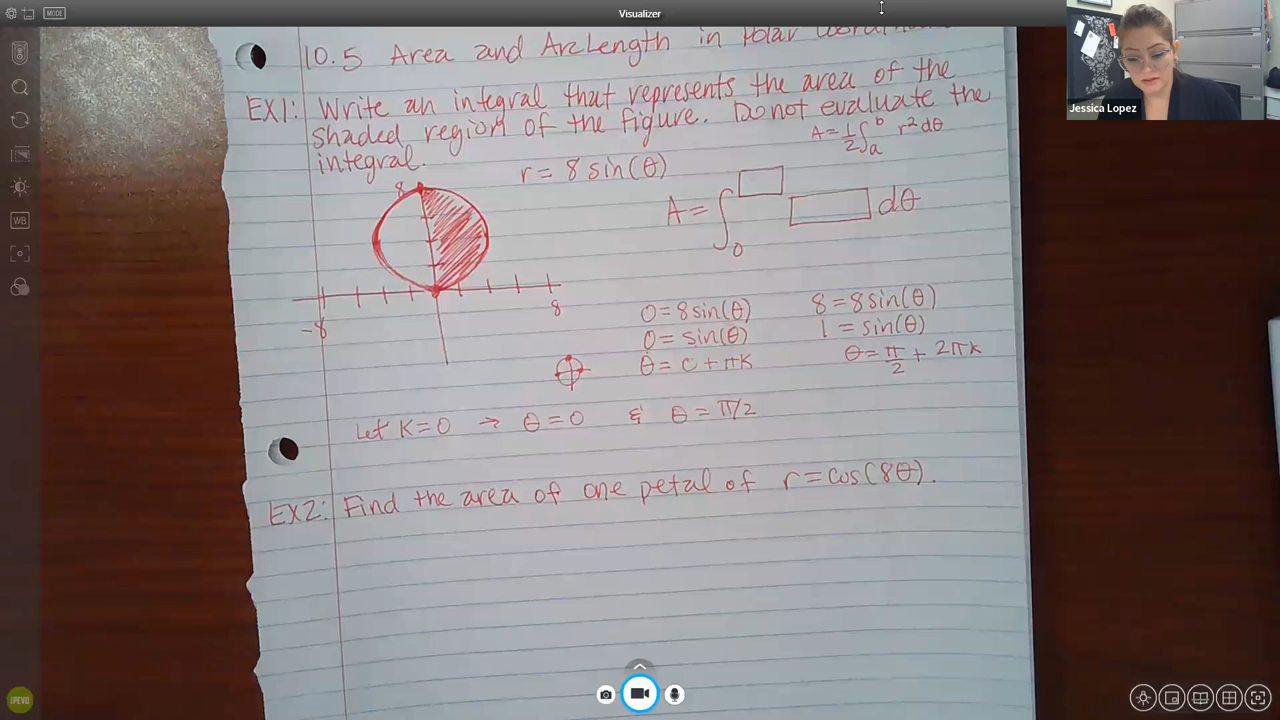 MODE
Visualizer
Jessica Lopez
10.5 Area and Arc Length in Polar
EX1: Write an integral that represents the area of the
shaded region of the figure. Do not evaluate the
integral.
A = 1/2 ∫_a^b r² dθ
r = 8 sin(θ)
8
A = ∫_0^□ □ dθ
-8
8
0 = 8 sin(θ)
0 = sin(θ)
θ = 0 + πK
8 = 8 sin(θ)
1 = sin(θ)
θ = π/2 + 2πK
Let K=0 → θ = 0 & θ = π/2
EX2: Find the area of one petal of r = cos(8θ).
WB
IPEVO